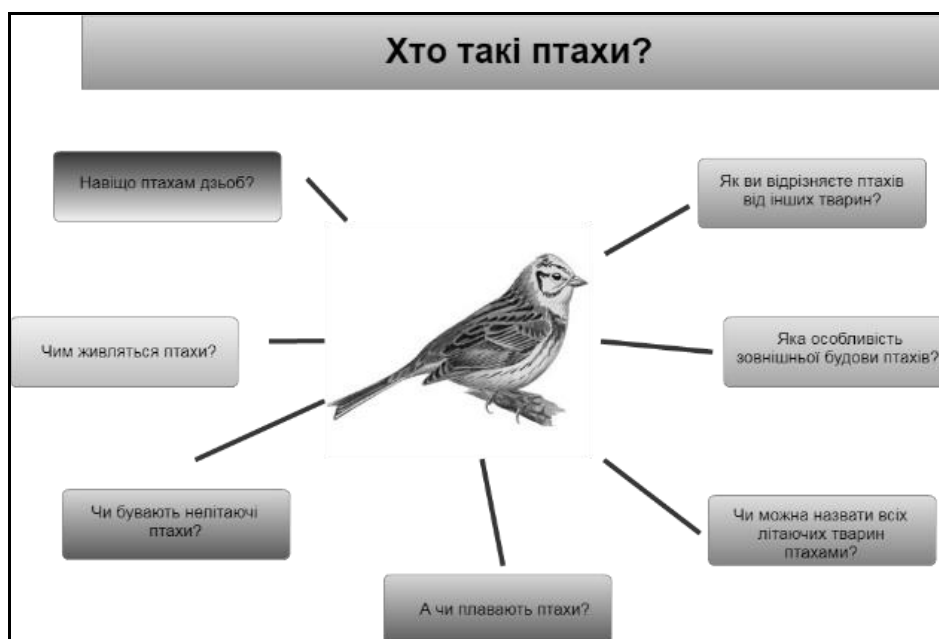 Хто такі птахи?
Навіщо птахам дзьоб?
Як ви відрізняєте птахів
від інших тварин?
Чим живляться птахи?
Яка особливість
зовнішньої будови птахів?
Чи бувають нелітаючі
птахи?
Чи можна назвати всіх
літаючих тварин
птахами?
А чи плавають птахи?